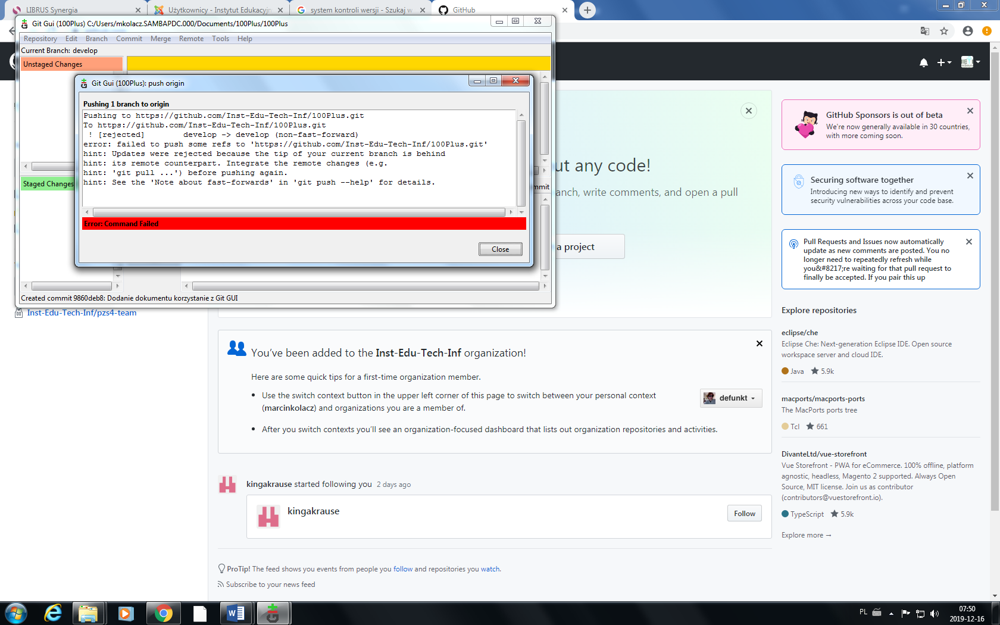 LIBRUS Synergia
Użytkownicy - Instytut Edukacyjn
system kontroli wersji - Szukaj w
GitHub
Git Gui (100Plus) C:/Users/mkolacz.SAMBAPDC.000/Documents/100Plus/100Plus
Repository Edit Branch Commit Merge Remote Tools Help
Current Branch: develop
Unstaged Changes
Git Gui (100Plus): push origin
Pushing 1 branch to origin
Pushing to https://github.com/Inst-Edu-Tech-Inf/100Plus.git
To https://github.com/Inst-Edu-Tech-Inf/100Plus.git
! [rejected] develop -> develop (non-fast-forward)
error: failed to push some refs to 'https://github.com/Inst-Edu-Tech-Inf/100Plus.git'
hint: Updates were rejected because the tip of your current branch is behind
hint: its remote counterpart. Integrate the remote changes (e.g.
hint: 'git pull ...') before pushing again.
hint: See the 'Note about fast-forwards' in 'git push --help' for details.
Error: Command Failed
Close
Staged Changes
mmit
Created commit 9860deb8: Dodanie dokumentu korzystanie z Git GUI
Inst-Edu-Tech-Inf/pzs4-team
ut any code!
anch, write comments, and open a pull
a project
You've been added to the Inst-Edu-Tech-Inf organization!
Here are some quick tips for a first-time organization member.
• Use the switch context button in the upper left corner of this page to switch between your personal context
(marcinkolacz) and organizations you are a member of.
defunkt
• After you switch contexts you'll see an organization-focused dashboard that lists out organization repositories and activities.
kingakrause started following you 2 days ago
kingakrause
Follow
ProTip! The feed shows you events from people you follow and repositories you watch.
Subscribe to your news feed
GitHub Sponsors is out of beta
We're now generally available in 30 countries,
with more coming soon.
Securing software together
Introducing new ways to identify and prevent
security vulnerabilities across your code base.
Pull Requests and Issues now automatically
update as new comments are posted. You no
longer need to repeatedly refresh while
you&#8217;re waiting for that pull request to
finally be accepted. If you pair this up
Explore repositories
eclipse/che
Eclipse Che: Next-generation Eclipse IDE. Open source
workspace server and cloud IDE.
Java 5.9k
macports/macports-ports
The MacPorts ports tree
Tcl 661
DivanteLtd/vue-storefront
Vue Storefront - PWA for eCommerce. 100% offline, platform
agnostic, headless, Magento 2 supported. Always Open
Source, MIT license. Join us as contributor
(contributors@vuestorefront.io).
TypeScript 5.9k
Explore more →
PL
07:50
2019-12-16